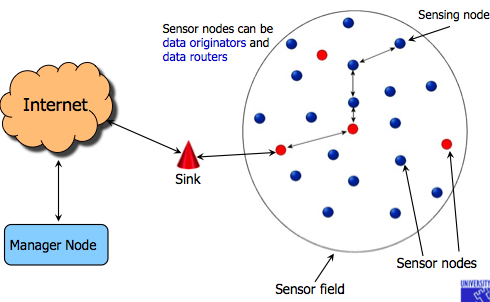 Sensor nodes can be
data originators and
data routers
Sensing node
Internet
Sink
Manager Node
Sensor nodes
Sensor field
UNIVERSITY